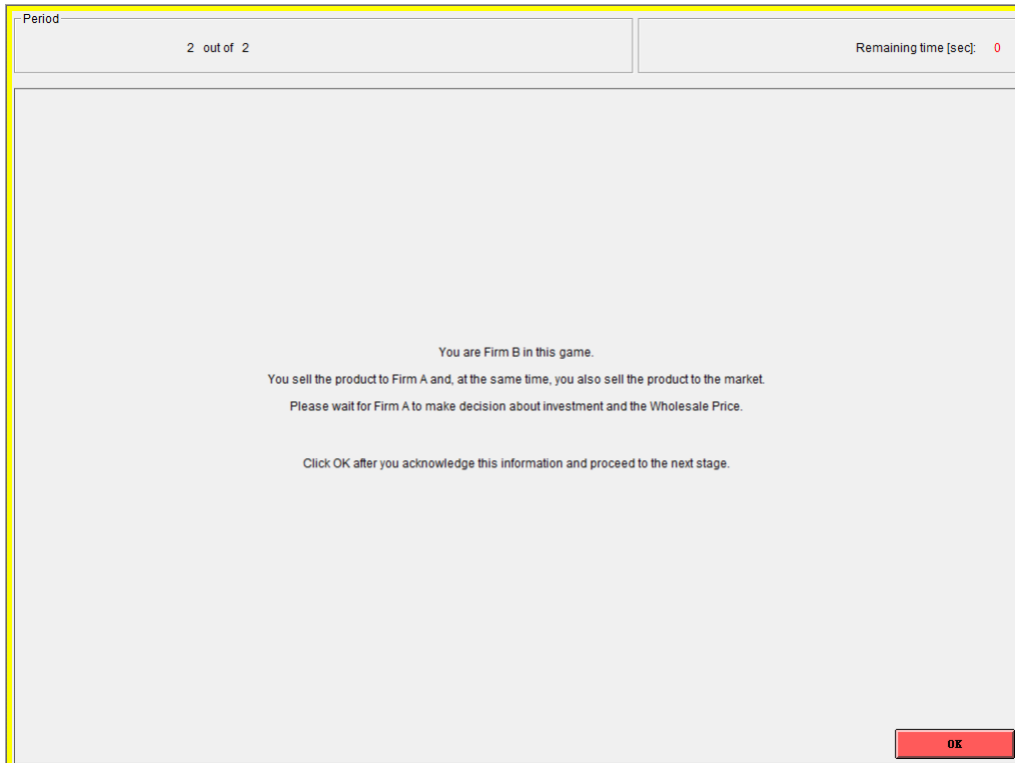 Period
2 out of 2
Remaining time [sec]: 0
You are Firm B in this game.
You sell the product to Firm A and, at the same time, you also sell the product to the market.
Please wait for Firm A to make decision about investment and the Wholesale Price.
Click OK after you acknowledge this information and proceed to the next stage.
OK